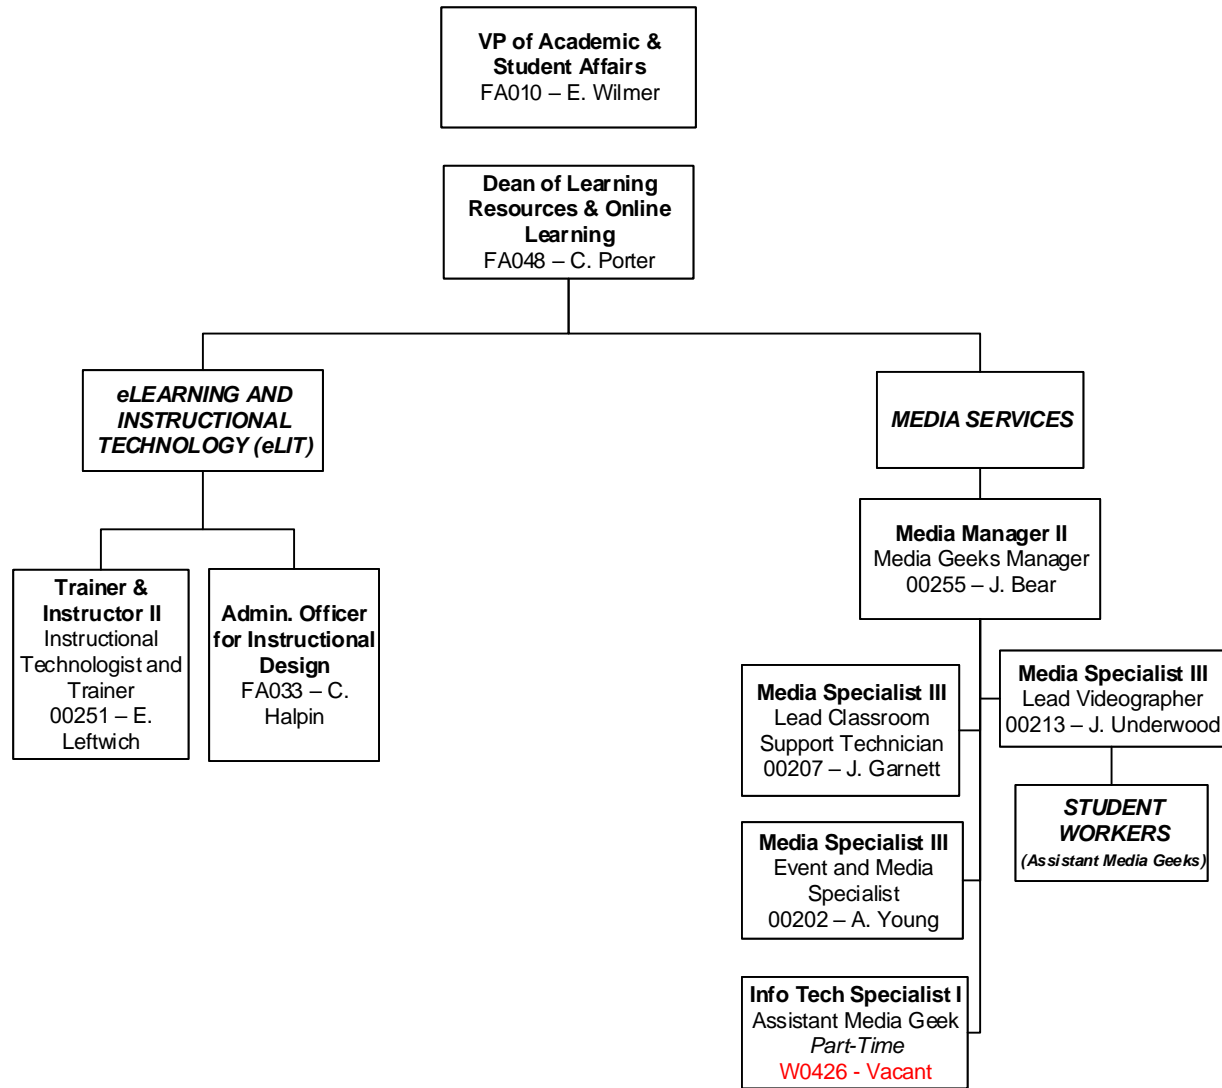 VP of Academic &
Student Affairs
FA010 – E. Wilmer
Dean of Learning
Resources & Online
Learning
FA048 – C. Porter
eLEARNING AND
INSTRUCTIONAL
TECHNOLOGY (eLIT)
MEDIA SERVICES
Trainer &
Instructor II
Instructional
Technologist and
Trainer
00251 – E.
Leftwich
Admin. Officer
for Instructional
Design
FA033 – C.
Halpin
Media Manager II
Media Geeks Manager
00255 – J. Bear
Media Specialist III
Lead Classroom
Support Technician
00207 – J. Garnett
Media Specialist III
Lead Videographer
00213 – J. Underwood
STUDENT
WORKERS
(Assistant Media Geeks)
Media Specialist III
Event and Media
Specialist
00202 – A. Young
Info Tech Specialist I
Assistant Media Geek
Part-Time
W0426 - Vacant